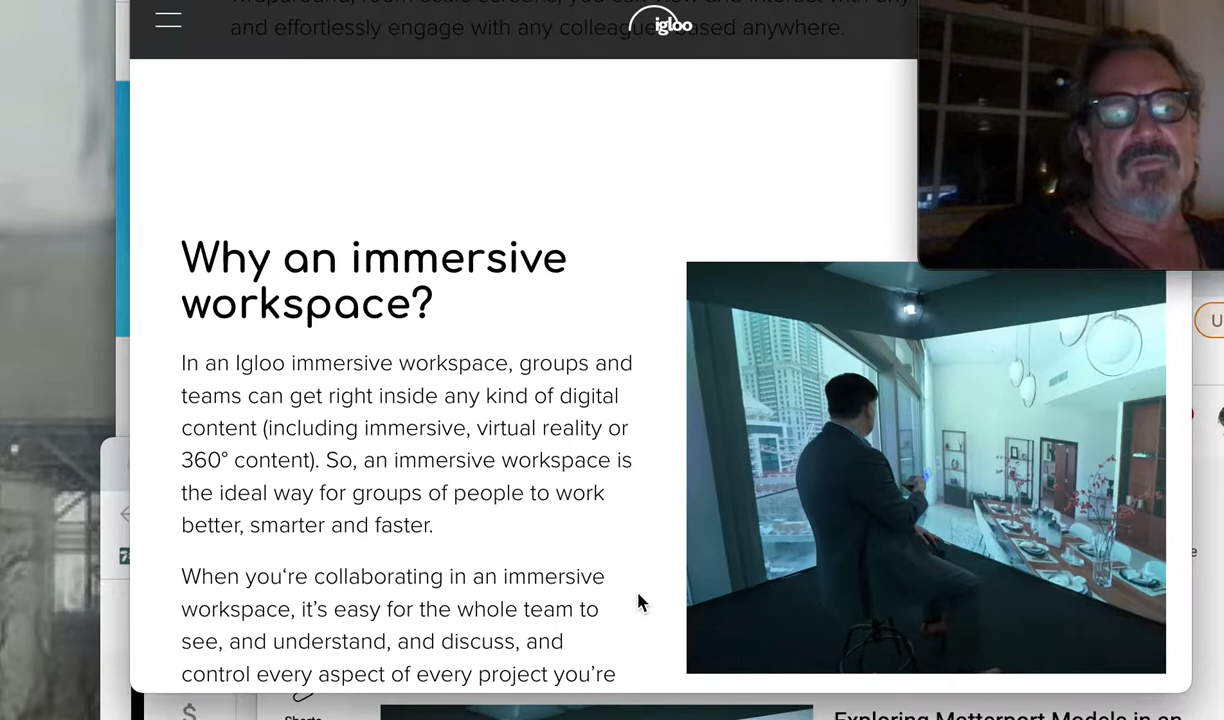 and effortlessly engage with any colleague based anywhere.
igloo
Why an immersive
workspace?
In an Igloo immersive workspace, groups and
teams can get right inside any kind of digital
content (including immersive, virtual reality or
360° content). So, an immersive workspace is
the ideal way for groups of people to work
better, smarter and faster.
When you‘re collaborating in an immersive
workspace, it’s easy for the whole team to
see, and understand, and discuss, and
control every aspect of every project you’re
U
e
$
Shorts
Exploring Matterport Models in an